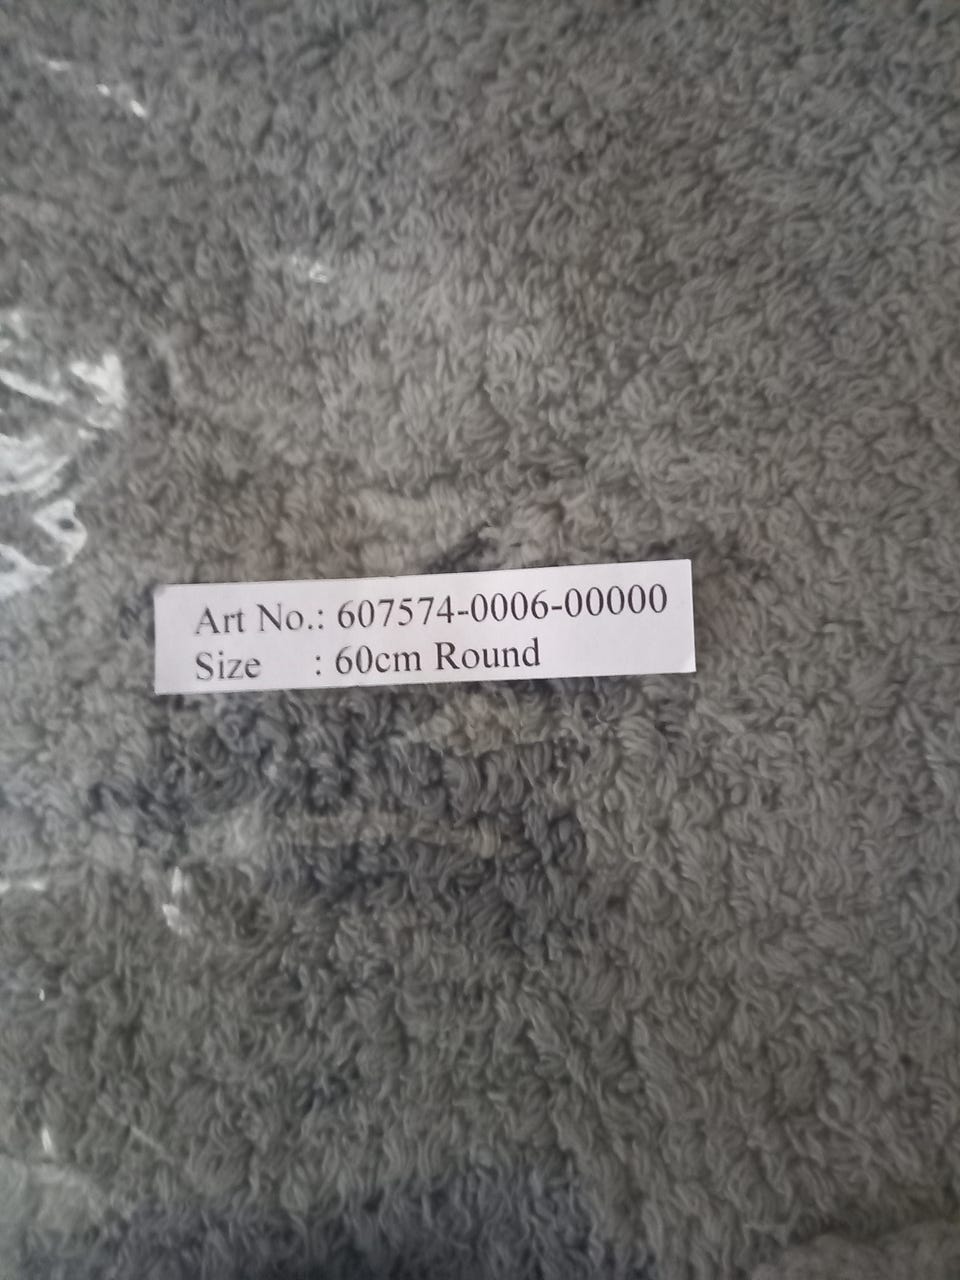 Art No.: 607574-0006-00000
Size : 60cm Round